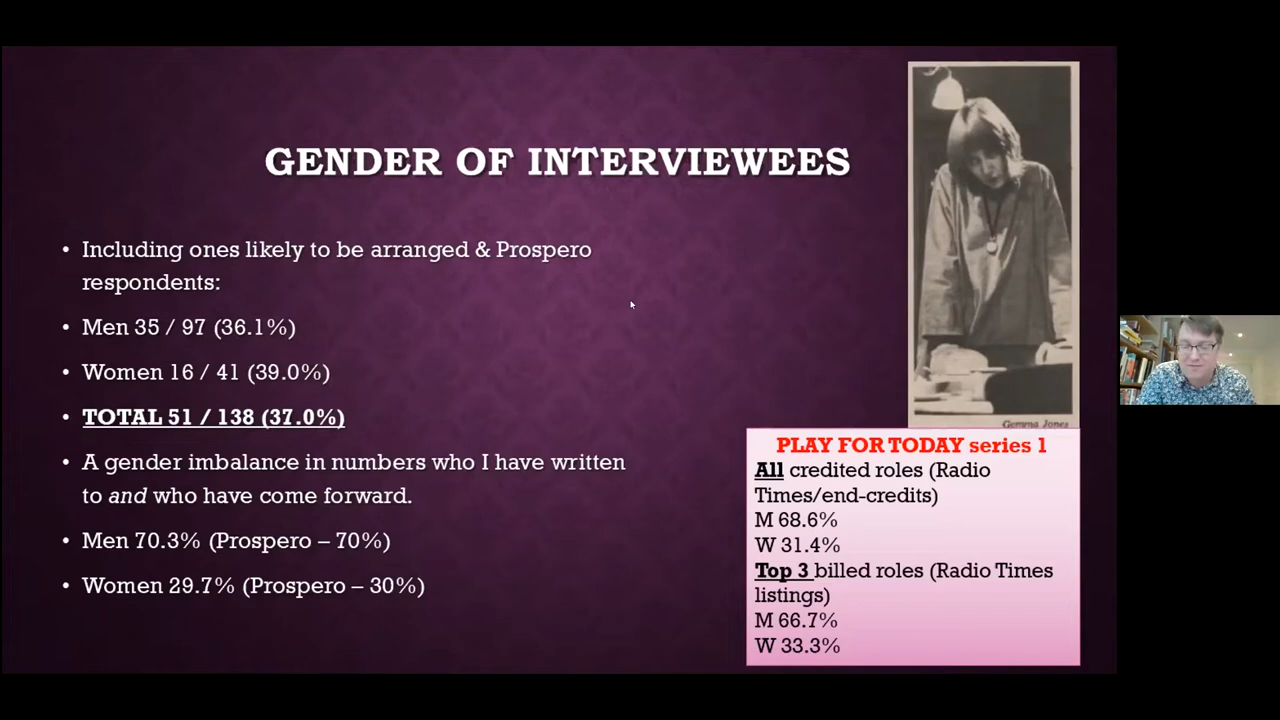 GENDER OF INTERVIEWEES
• Including ones likely to be arranged & Prospero
respondents:
• Men 35 / 97 (36.1%)
• Women 16 / 41 (39.0%)
• TOTAL 51 / 138 (37.0%)
• A gender imbalance in numbers who I have written
to and who have come forward.
• Men 70.3% (Prospero – 70%)
• Women 29.7% (Prospero – 30%)
Gemma Jones
PLAY FOR TODAY series 1
All credited roles (Radio
Times/end-credits)
M 68.6%
W 31.4%
Top 3 billed roles (Radio Times
listings)
M 66.7%
W 33.3%